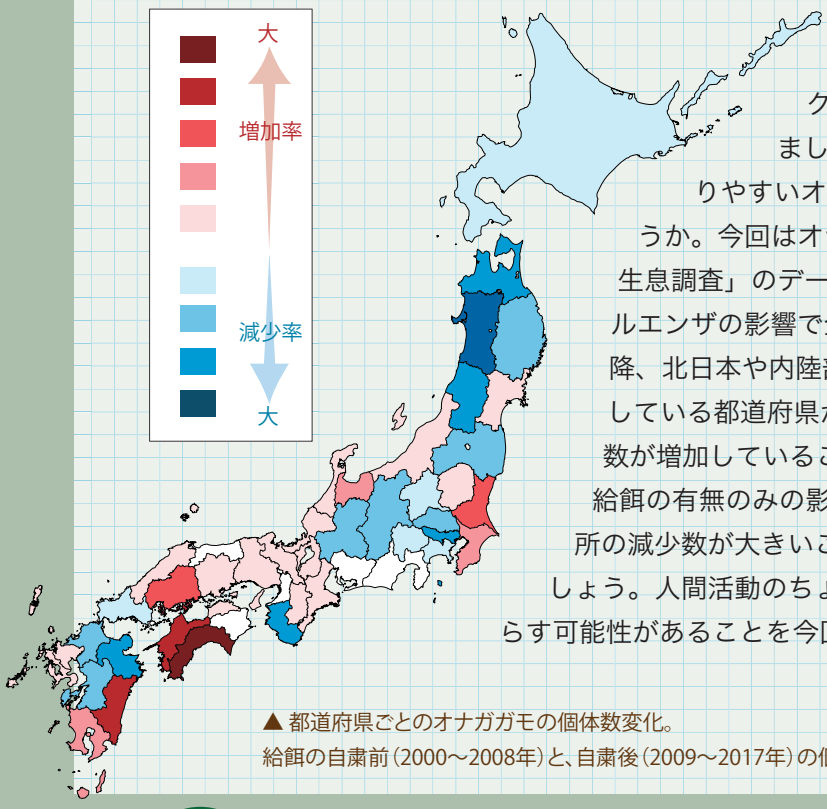 大
増加率
減少率
大
ク
まし
りやすいオ
うか。今回はオ
生息調査」のデー
ルエンザの影響で
降、北日本や内陸
している都道府県
数が増加しているこ
給餌の有無のみの影
所の減少数が大きいこ
しょう。人間活動のちょ
らす可能性があることを今回
▲ 都道府県ごとのオナガガモの個体数変化。
給餌の自粛前（2000〜2008年）と、自粛後（2009〜2017年）の